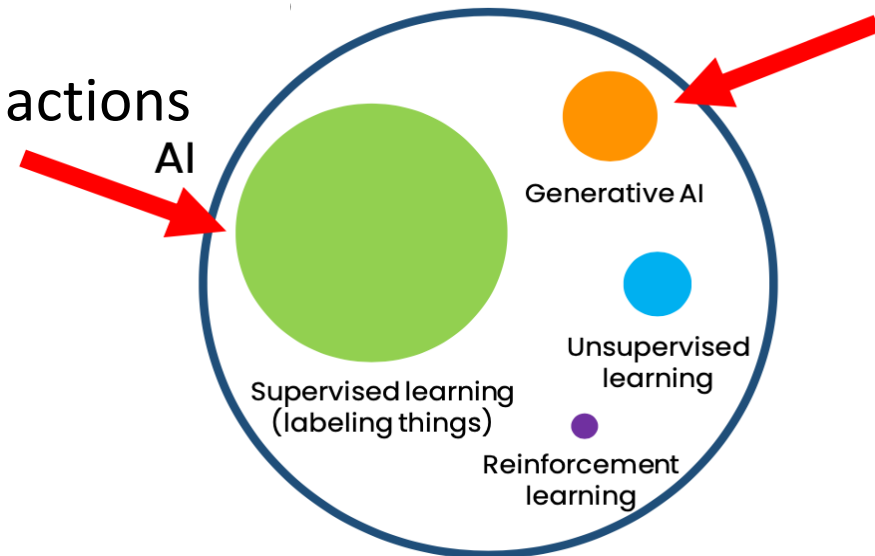 actions
AI
Generative AI
Unsupervised
learning
Supervised learning
(labeling things)
Reinforcement
learning